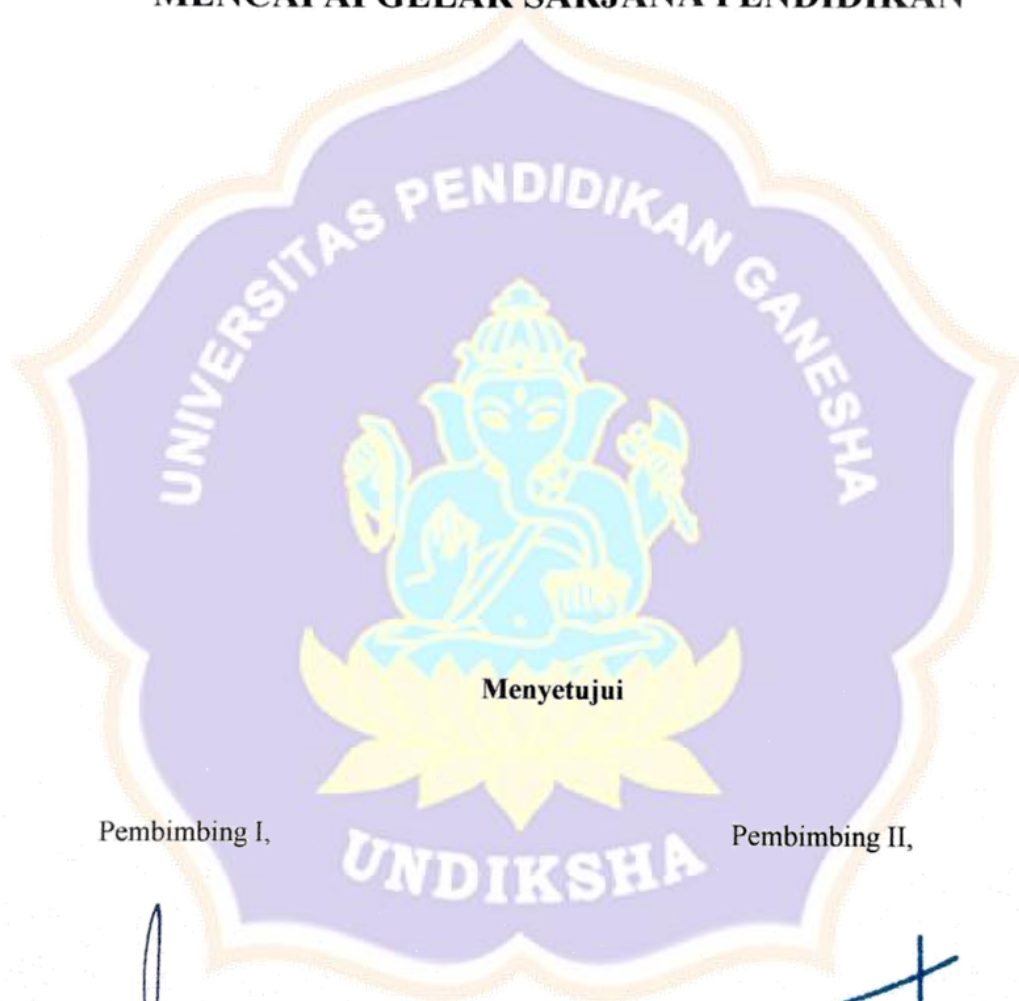 MENCAPAI GELAR SARJANA PENDIDIKAN
UNIVERSITAS PENDIDIKAN GANESHA
Menyetujui
Pembimbing I,
Pembimbing II,
UNDIKSHA